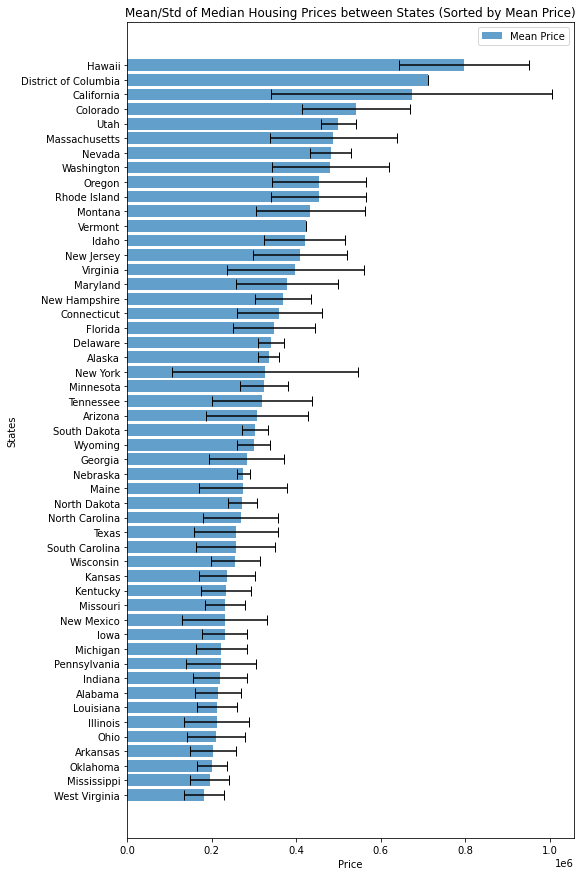 Mean/Std of Median Housing Prices between States (Sorted by Mean Price)
Mean Price
Hawaii
District of Columbia
California
Colorado
Utah
Massachusetts
Nevada
Washington
Oregon
Rhode Island
Montana
Vermont
Idaho
New Jersey
Virginia
Maryland
New Hampshire
Connecticut
Florida
Delaware
Alaska
New York
Minnesota
Tennessee
Arizona
South Dakota
Wyoming
Georgia
Nebraska
Maine
North Dakota
North Carolina
Texas
South Carolina
Wisconsin
Kansas
Kentucky
Missouri
New Mexico
Iowa
Michigan
Pennsylvania
Indiana
Alabama
Louisiana
Illinois
Ohio
Arkansas
Oklahoma
Mississippi
West Virginia
States
0.0 0.2 0.4 0.6 0.8 1.0
1e6
Price